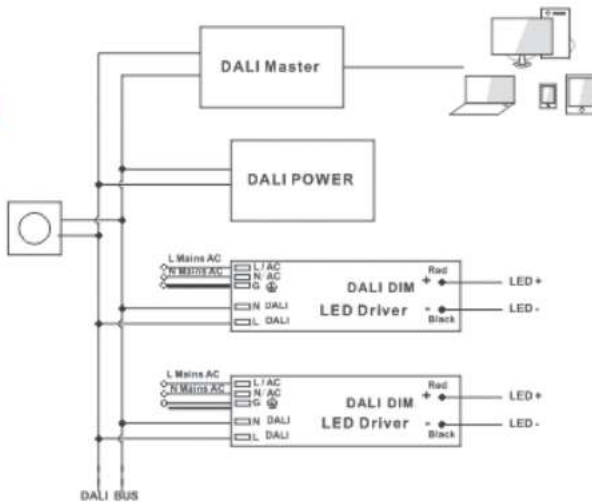 DALI Master
DALI POWER
L Mains AC
N Mains AC
L/AC
N/AC
G
N DALI
L DALI
DALI DIM
LED Driver
Red
+
-
Black
LED+
LED-
L Mains AC
N Mains AC
L/AC
N/AC
G
N DALI
L DALI
DALI DIM
LED Driver
Red
+
-
Black
LED+
LED-
DALI BUS